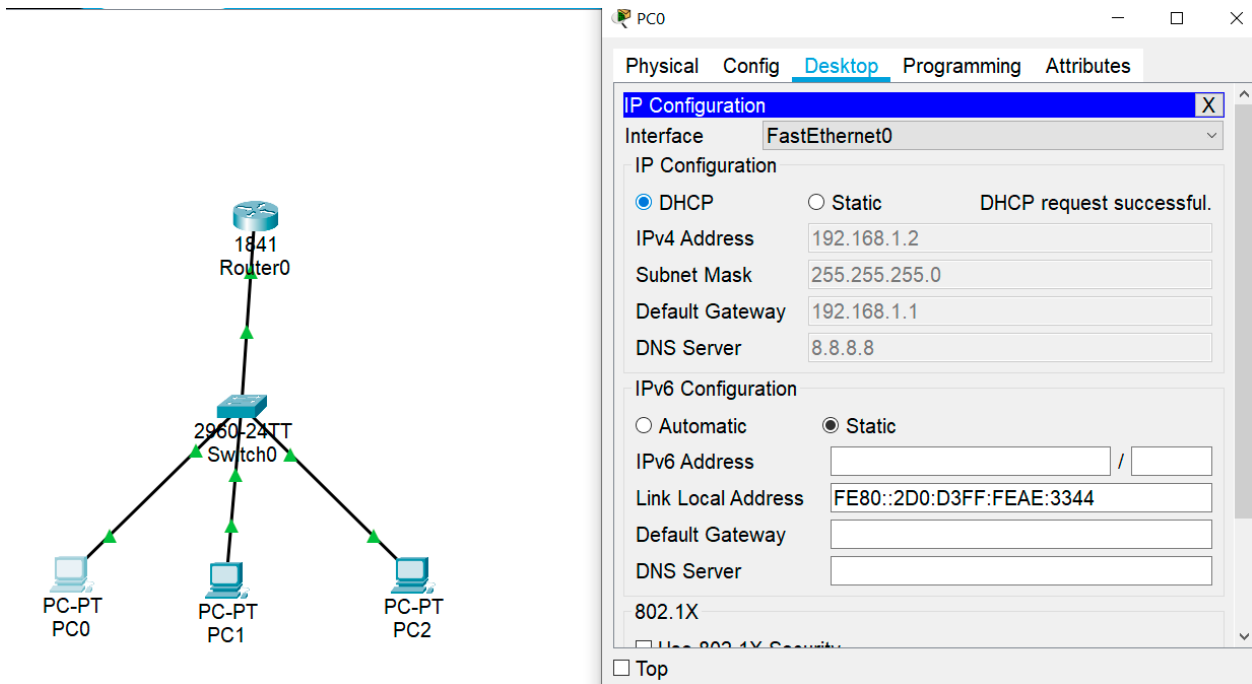 1841
Router0
2960-24TT
Switch0
PC-PT
PC0
PC-PT
PC1
PC-PT
PC2
PC0
Physical Config Desktop Programming Attributes
IP Configuration X
Interface FastEthernet0
IP Configuration
DHCP Static DHCP request successful.
IPv4 Address 192.168.1.2
Subnet Mask 255.255.255.0
Default Gateway 192.168.1.1
DNS Server 8.8.8.8
IPv6 Configuration
Automatic Static
IPv6 Address /
Link Local Address FE80::2D0:D3FF:FEAE:3344
Default Gateway
DNS Server
802.1X
Use 802.1X Security
Top